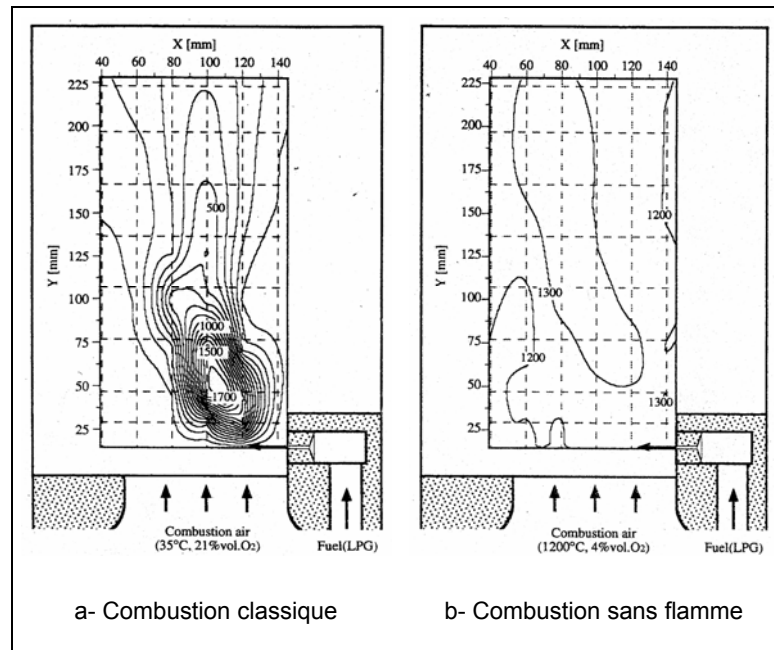 X [mm]
40 60 80 100 120 140
Y [mm]
225
200
175
150
125
100
75
50
25
500
1000
1500
1700
Combustion air
(35°C, 21%vol.O₂)
Fuel(LPG)
a- Combustion classique
X [mm]
40 60 80 100 120 140
Y [mm]
225
200
175
150
125
100
75
50
25
1200
1300
1200
1300
Combustion air
(1200°C, 4%vol.O₂)
Fuel(LPG)
b- Combustion sans flamme